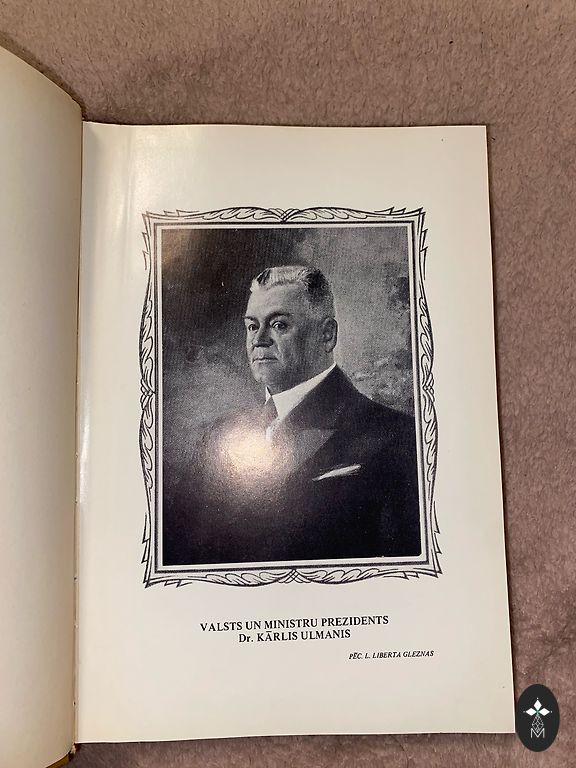 VALSTS UN MINISTRU PREZIDENTS
Dr. KĀRLIS ULMANIS
PĒC. L. LIBERTA GLEZNAS